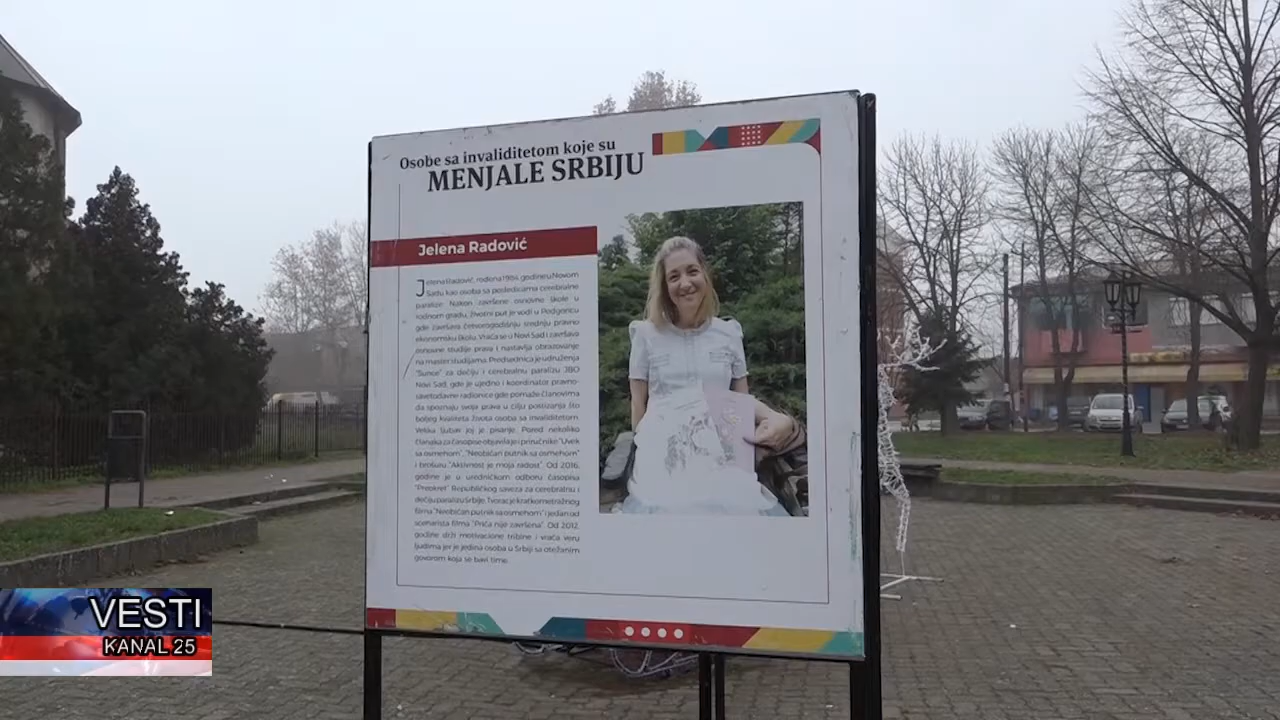 Osobe sa invaliditetom koje su
MENJALE SRBIJU
Jelena Radović
Jelena Radović, rođena 1984. godine u Novom
Sadu kao osoba sa posledicama cerebralne
paralize. Nakon završene osnovne škole u
rodnom gradu, životni put je vodi u Podgoricu
gde završava četvorogodišnju srednju pravno
ekonomsku školu. Vraća se u Novi Sad i završava
osnovne studije prava i nastavlja obrazovanje
na master studijama. Predsednica je udruženja
"Sunce" za dečiju i cerebralnu paralizu JBO
Novi Sad, gde je ujedno i koordinator pravno-
savetodavne radionice gde pomaže članovima
da spoznaju svoja prava u cilju postizanja što
boljeg kvaliteta života osoba sa invaliditetom.
Velika ljubav joj je pisanje. Pored nekoliko
članaka za časopise objavila je i priručnike "Uvek
sa osmehom", "Neobičan putnik sa osmehom"
i brošuru "Aktivnost je moja radost". Od 2016.
godine je u uredničkom odboru časopisa
"Preokret" Republičkog saveza za cerebralnu i
dečiju paralizu Srbije. Tvorac je kratkometražnog
filma "Neobičan putnik sa osmehom" i jedan od
scenarista filma "Priča nije završena". Od 2012.
godine drži motivacione tribine i vraća veru
ljudima jer je jedina osoba u Srbiji sa otežanim
govorom koja se bavi time.
VESTI
KANAL 25